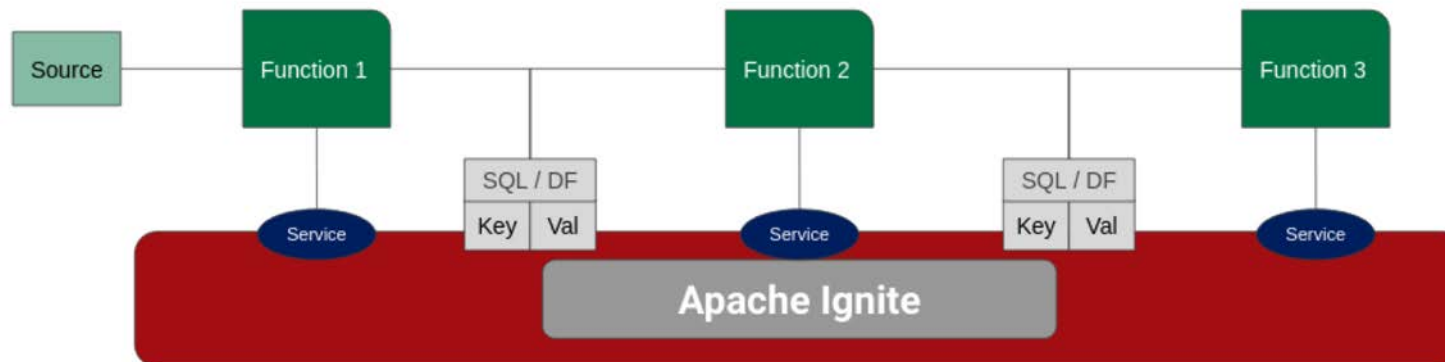 Source
Function 1
Function 2
Function 3
SQL / DF
Key Val
SQL / DF
Key Val
Service
Service
Service
Apache Ignite